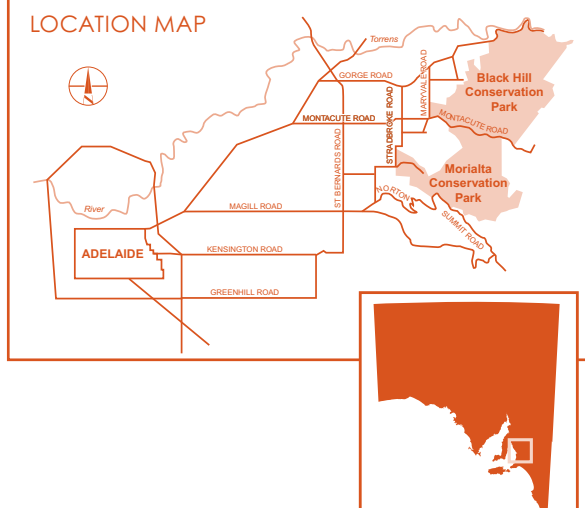 LOCATION MAP
Torrens
GORGE ROAD
MARYVALE ROAD
Black Hill
Conservation
Park
STRADBROKE ROAD
MONTACUTE ROAD
MONTACUTE ROAD
ST BERNARDS ROAD
Morialta
Conservation
Park
NORTON
SUMMIT ROAD
River
MAGILL ROAD
ADELAIDE
KENSINGTON ROAD
GREENHILL ROAD